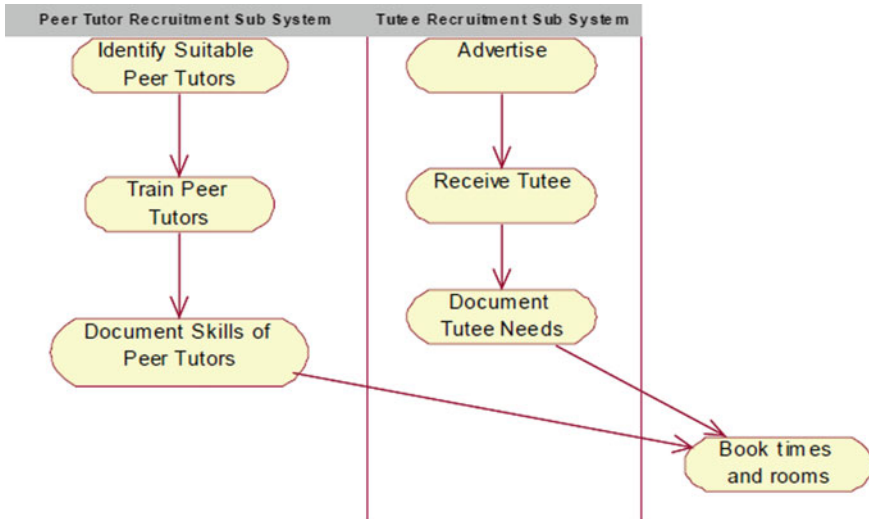 Peer Tutor Recruitment Sub System
Tutee Recruitment Sub System
Identify Suitable
Peer Tutors
Train Peer
Tutors
Document Skills of
Peer Tutors
Advertise
Receive Tutee
Document
Tutee Needs
Book times
and rooms